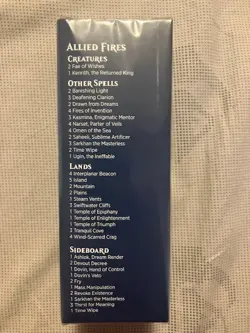 Allied Fires
Creatures
2 Fae of Wishes
1 Kenrith, the Returned King
Other Spells
2 Banishing Light
3 Deafening Clarion
2 Drawn from Dreams
4 Fires of Invention
3 Kasmina, Enigmatic Mentor
4 Narset, Parter of Veils
4 Omen of the Sea
2 Saheeli, Sublime Artificer
3 Sarkhan the Masterless
2 Time Wipe
1 Ugin, the Ineffable
Lands
4 Interplanar Beacon
5 Island
2 Mountain
2 Plains
1 Steam Vents
3 Swiftwater Cliffs
1 Temple of Epiphany
1 Temple of Enlightenment
1 Temple of Triumph
3 Tranquil Cove
4 Wind-Scarred Crag
Sideboard
1 Ashiok, Dream Render
2 Devout Decree
1 Dovin, Hand of Control
1 Dovin's Veto
2 Fry
1 Mass Manipulation
2 Revoke Existence
1 Sarkhan the Masterless
3 Thirst for Meaning
1 Time Wipe